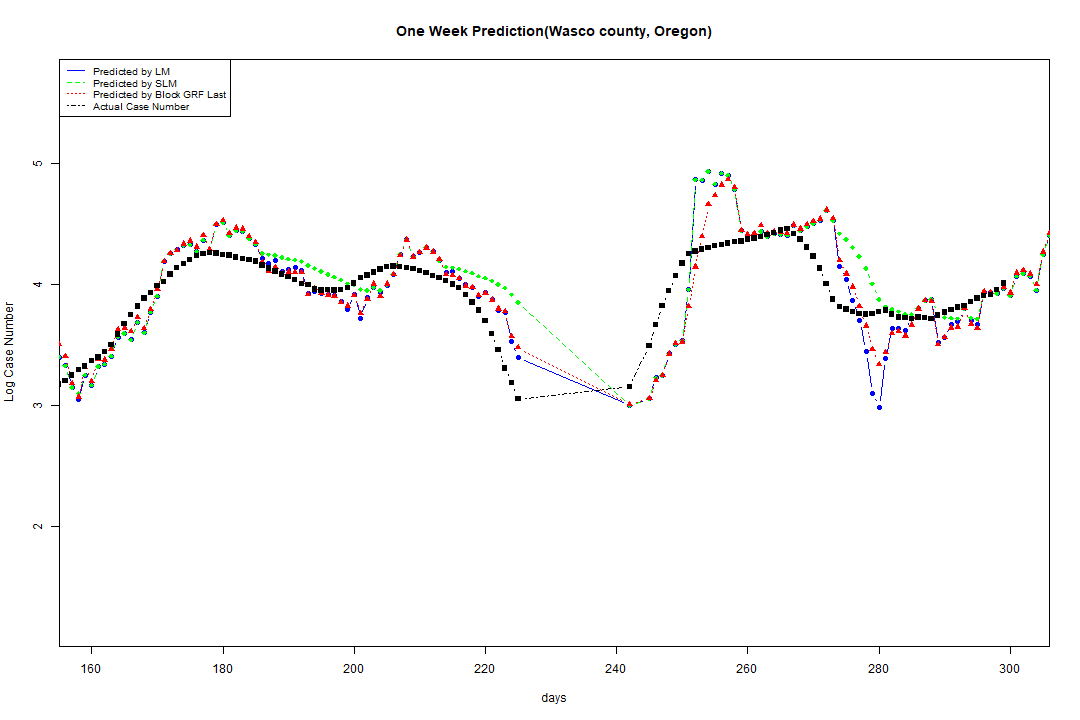 One Week Prediction(Wasco county, Oregon)
Predicted by LM
Predicted by SLM
Predicted by Block GRF Last
Actual Case Number
Log Case Number
5
4
3
2
160 180 200 220 240 260 280 300
days